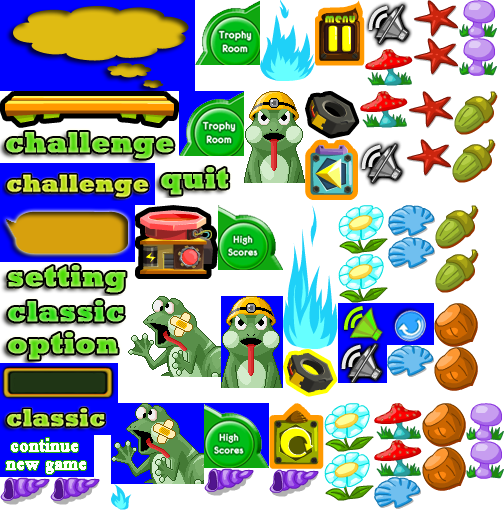 Trophy
Room
menu
Trophy
Room
challenge
challenge
quit
High
Scores
setting
classic
option
classic
High
Scores
continue
new game